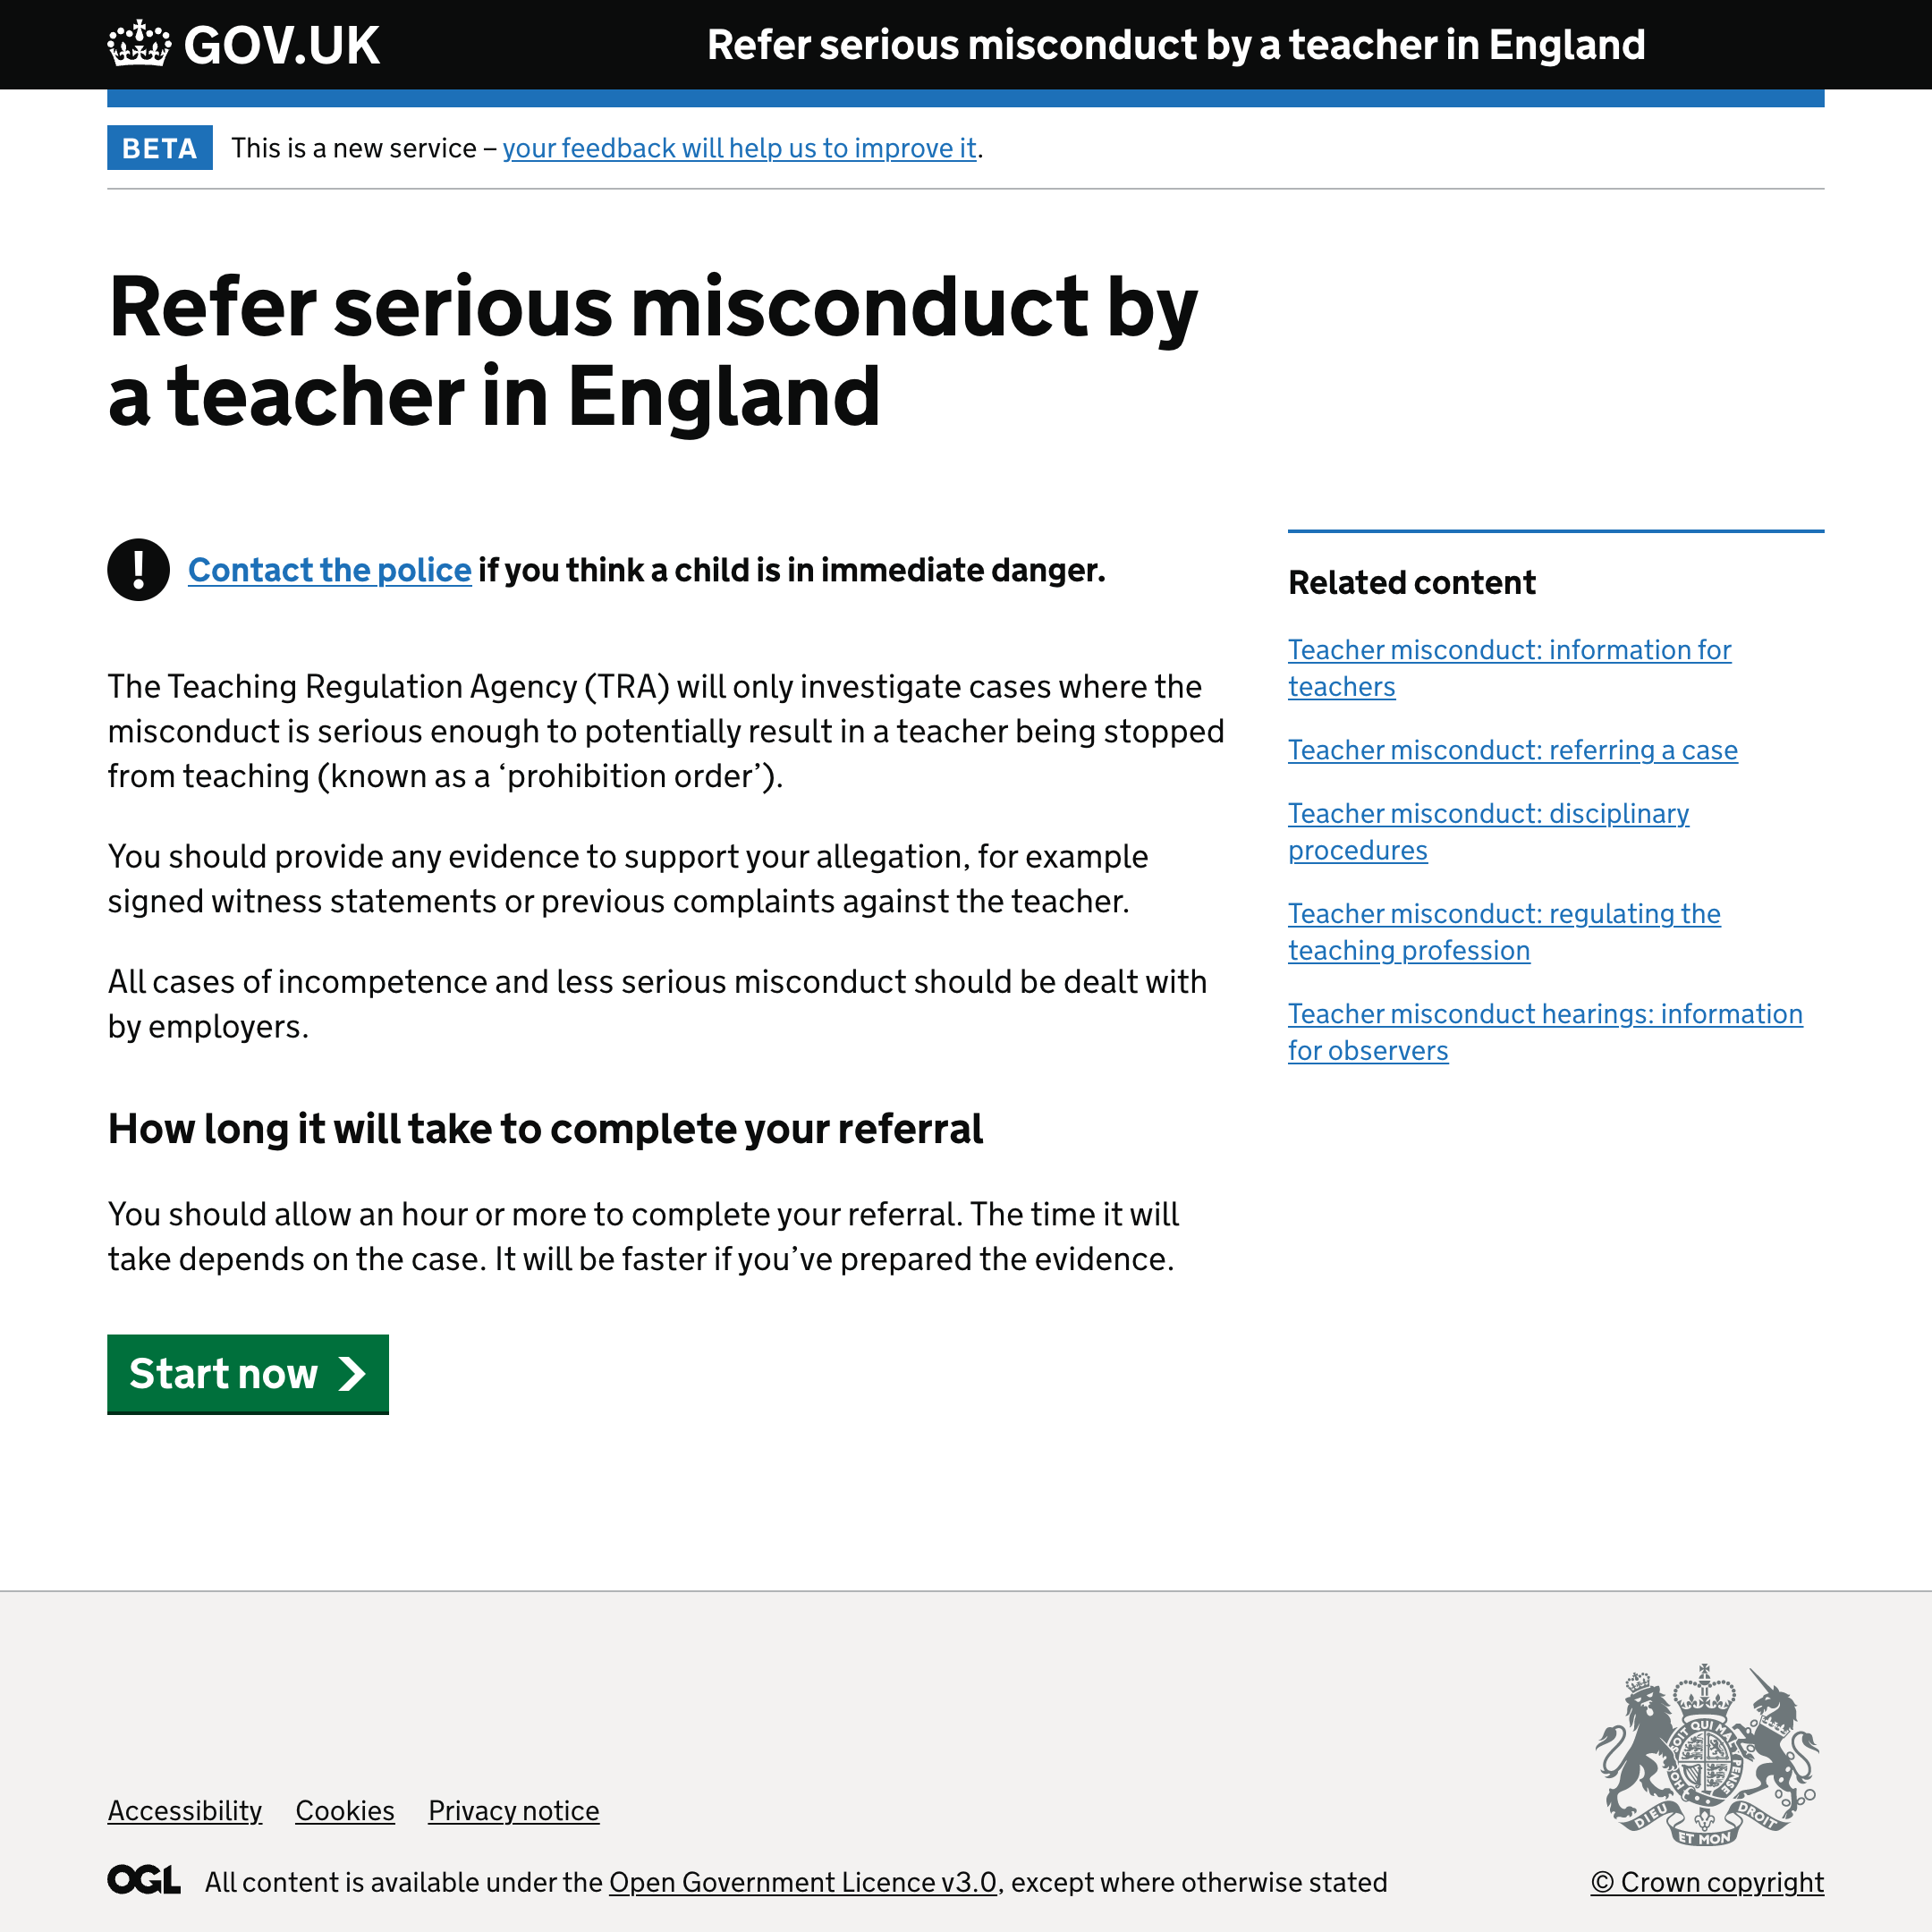 GOV.UK
Refer serious misconduct by a teacher in England
BETA
This is a new service – your feedback will help us to improve it.
Refer serious misconduct by
a teacher in England
! Contact the police if you think a child is in immediate danger.
The Teaching Regulation Agency (TRA) will only investigate cases where the
misconduct is serious enough to potentially result in a teacher being stopped
from teaching (known as a ‘prohibition order’).
You should provide any evidence to support your allegation, for example
signed witness statements or previous complaints against the teacher.
All cases of incompetence and less serious misconduct should be dealt with
by employers.
How long it will take to complete your referral
You should allow an hour or more to complete your referral. The time it will
take depends on the case. It will be faster if you’ve prepared the evidence.
Start now
Related content
Teacher misconduct: information for
teachers
Teacher misconduct: referring a case
Teacher misconduct: disciplinary
procedures
Teacher misconduct: regulating the
teaching profession
Teacher misconduct hearings: information
for observers
Accessibility
Cookies
Privacy notice
OGL
All content is available under the Open Government Licence v3.0, except where otherwise stated
SOIT QUI MAL Y PENSE
HO
DIEU
ET MON
DROIT
© Crown copyright